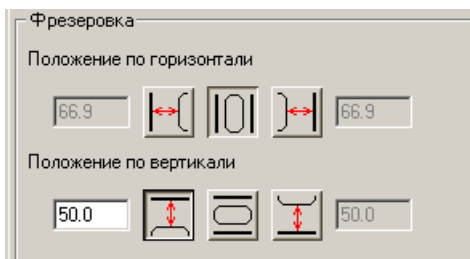 Фрезеровка
Положение по горизонтали
66.9 66.9
Положение по вертикали
50.0 50.0